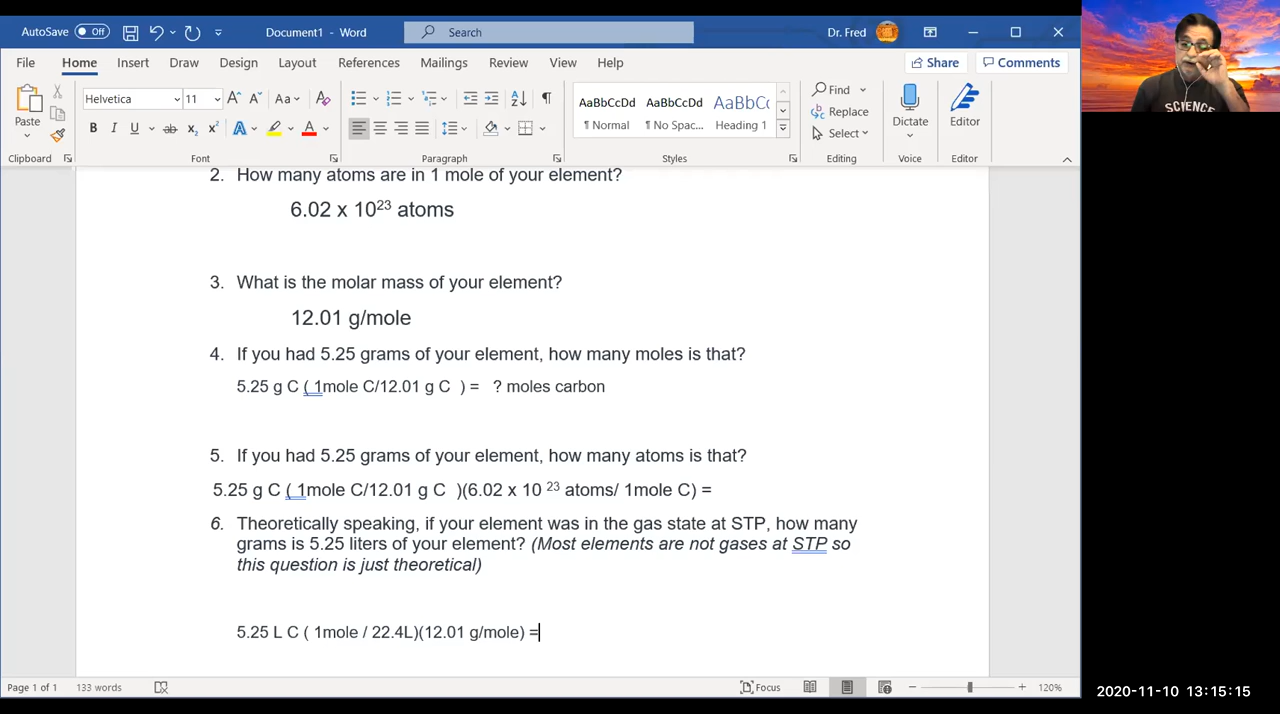 AutoSave Off Document1 - Word Search Dr. Fred
File Home Insert Draw Design Layout References Mailings Review View Help Share Comments
Paste Helvetica 11 A A Aa A AaBbCcDd AaBbCcDd AaBbC Find Replace Select Dictate Editor
B I U ab x₂ x² A A ¶ Normal ¶ No Spac... Heading 1
Clipboard Font Paragraph Styles Editing Voice Editor
2. How many atoms are in 1 mole of your element?
6.02 x 10²³ atoms
3. What is the molar mass of your element?
12.01 g/mole
4. If you had 5.25 grams of your element, how many moles is that?
5.25 g C ( 1mole C/12.01 g C ) = ? moles carbon
5. If you had 5.25 grams of your element, how many atoms is that?
5.25 g C ( 1mole C/12.01 g C )(6.02 x 10 ²³ atoms/ 1mole C) =
6. Theoretically speaking, if your element was in the gas state at STP, how many
grams is 5.25 liters of your element? (Most elements are not gases at STP so
this question is just theoretical)
5.25 L C ( 1mole / 22.4L)(12.01 g/mole) =
Page 1 of 1 133 words Focus 120%
SCIENCE
2020-11-10 13:15:15